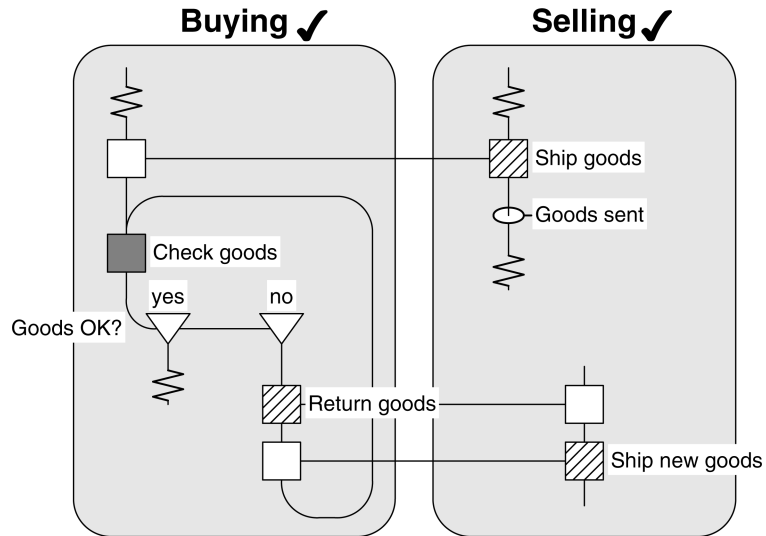 Buying ✓ Selling ✓
Ship goods
Goods sent
Check goods
yes no
Goods OK?
Return goods
Ship new goods